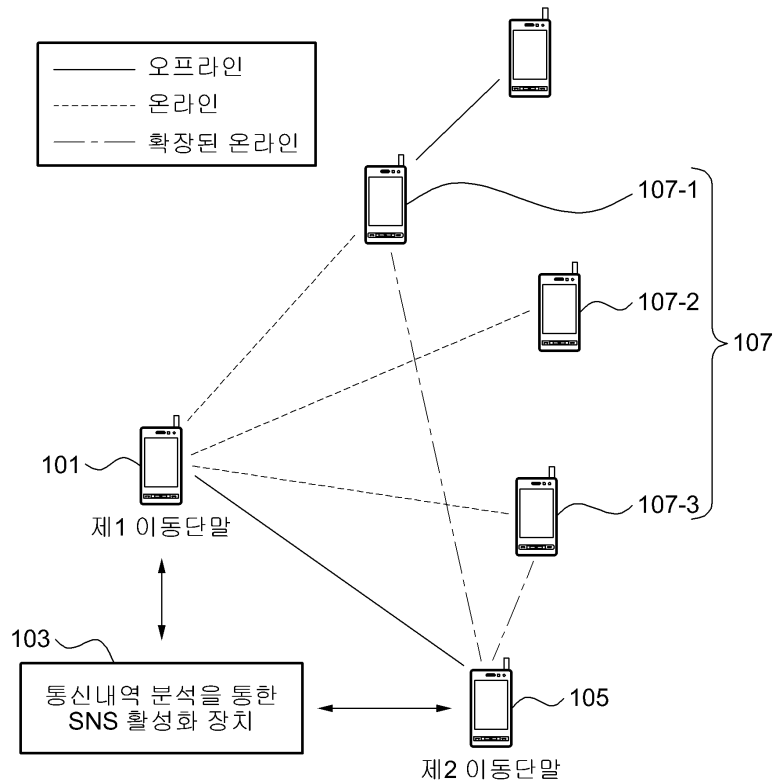 오프라인
온라인
확장된 온라인
107-1
107-2
107
101
107-3
제1 이동단말
103
통신내역 분석을 통한
SNS 활성화 장치
105
제2 이동단말